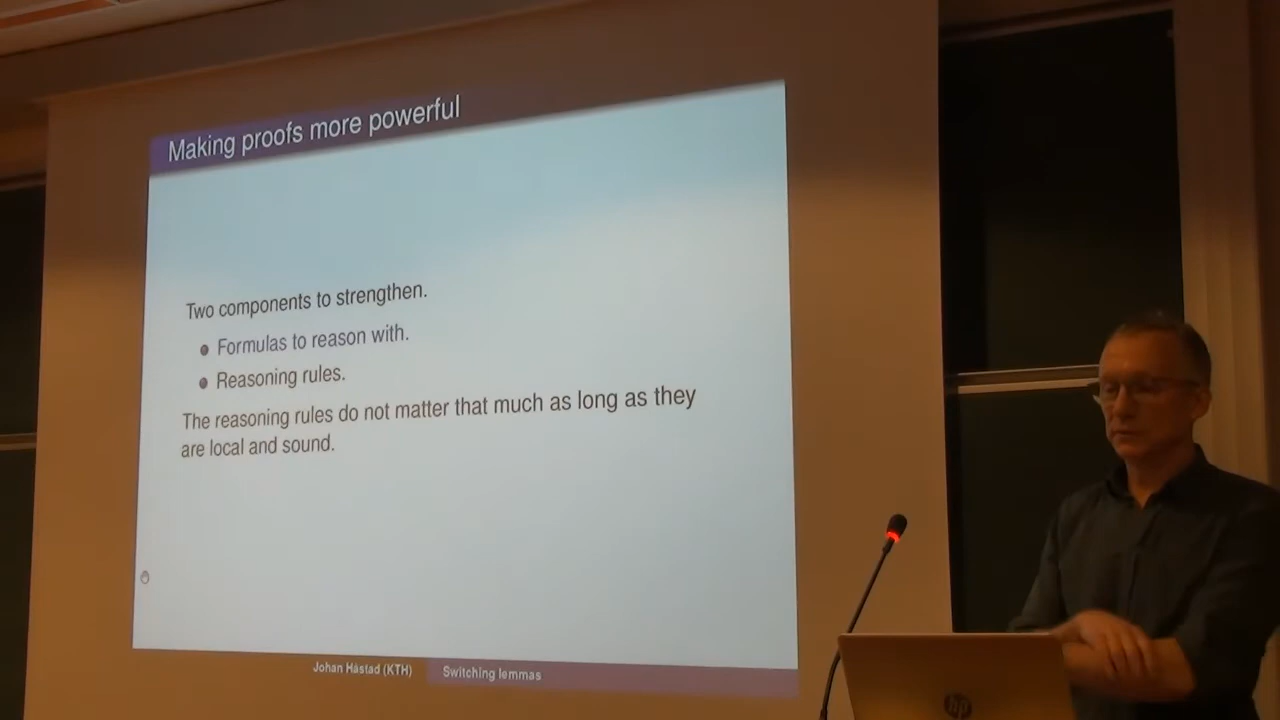 Making proofs more powerful
Two components to strengthen.
Formulas to reason with.
Reasoning rules.
The reasoning rules do not matter that much as long as they
are local and sound.
Johan Håstad (KTH)
Switching lemmas
hp